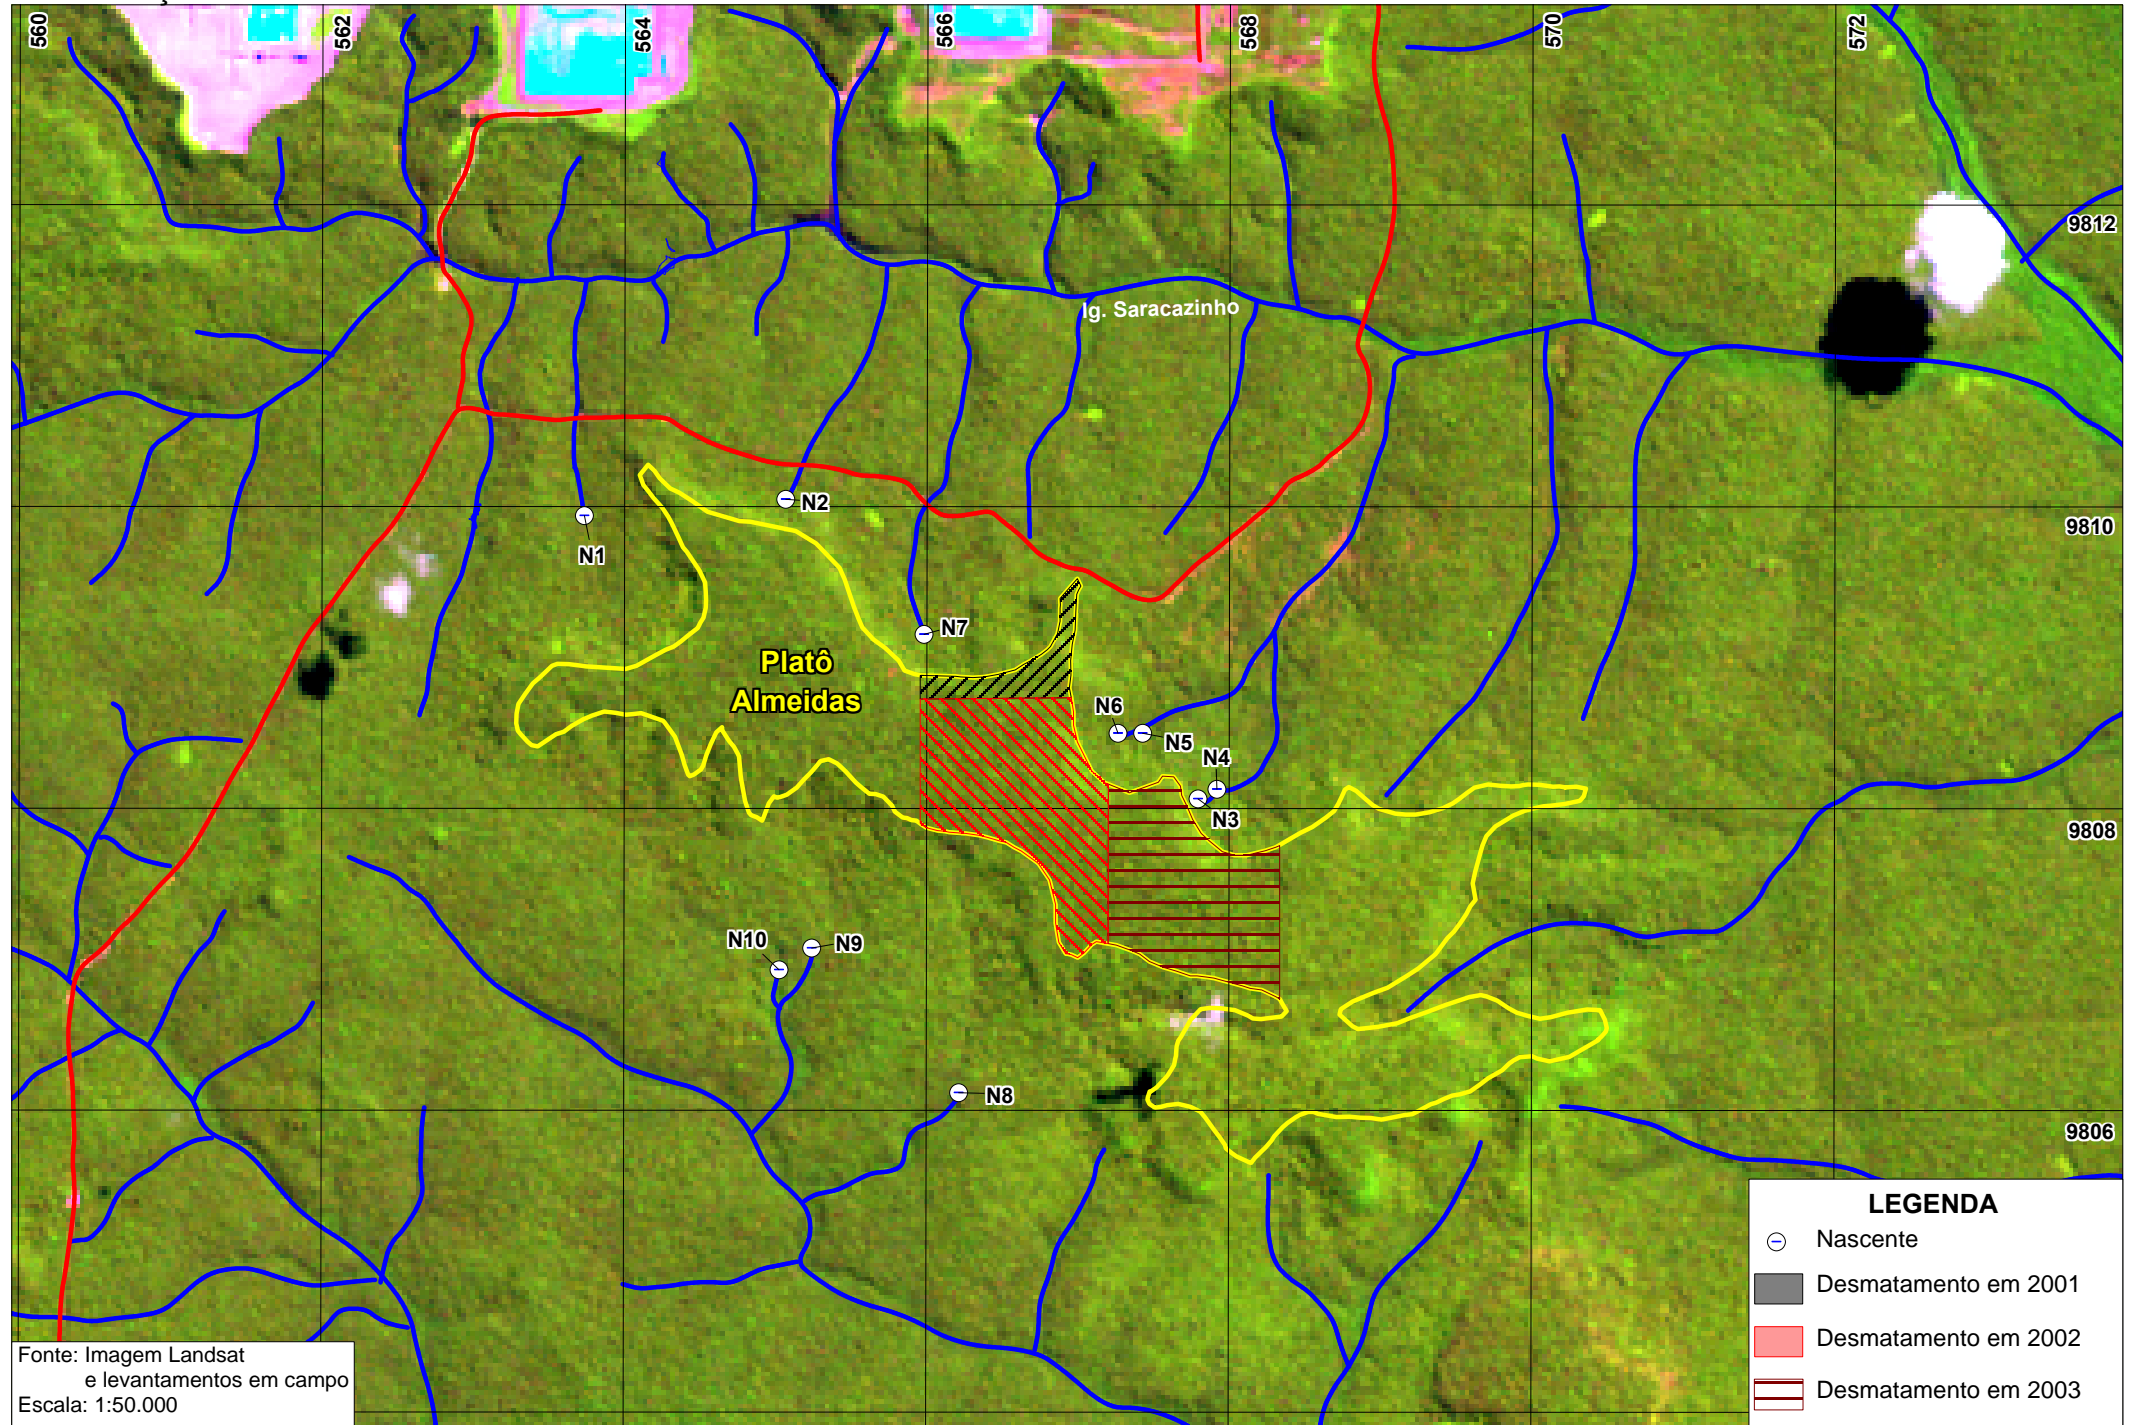 560
562
564
566
568
570
572
9812
Ig. Saracazinho
9810
N2
N1
N7
Platô
Almeidas
N6
N5
N4
N3
9808
N10
N9
N8
9806
LEGENDA
Nascente
Desmatamento em 2001
Desmatamento em 2002
Desmatamento em 2003
Fonte: Imagem Landsat
e levantamentos em campo
Escala: 1:50.000